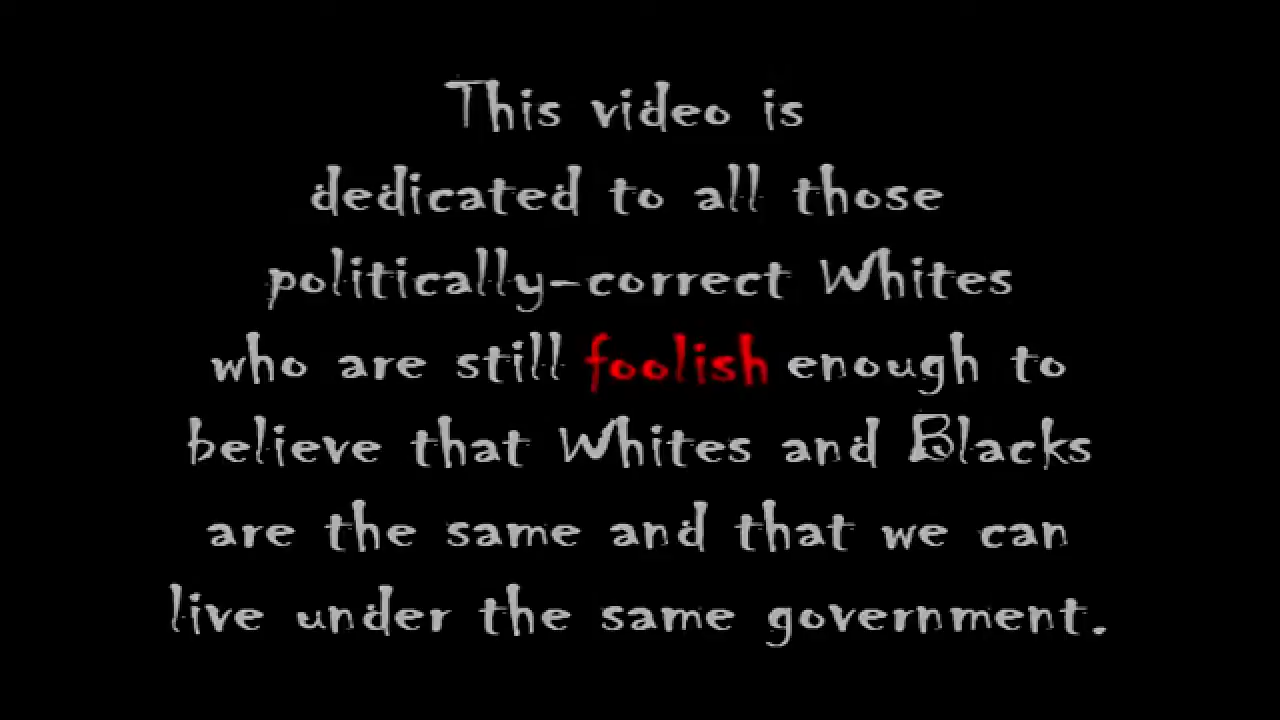 This video is
dedicated to all those
politically-correct Whites
who are still foolish enough to
believe that Whites and Blacks
are the same and that we can
live under the same government.